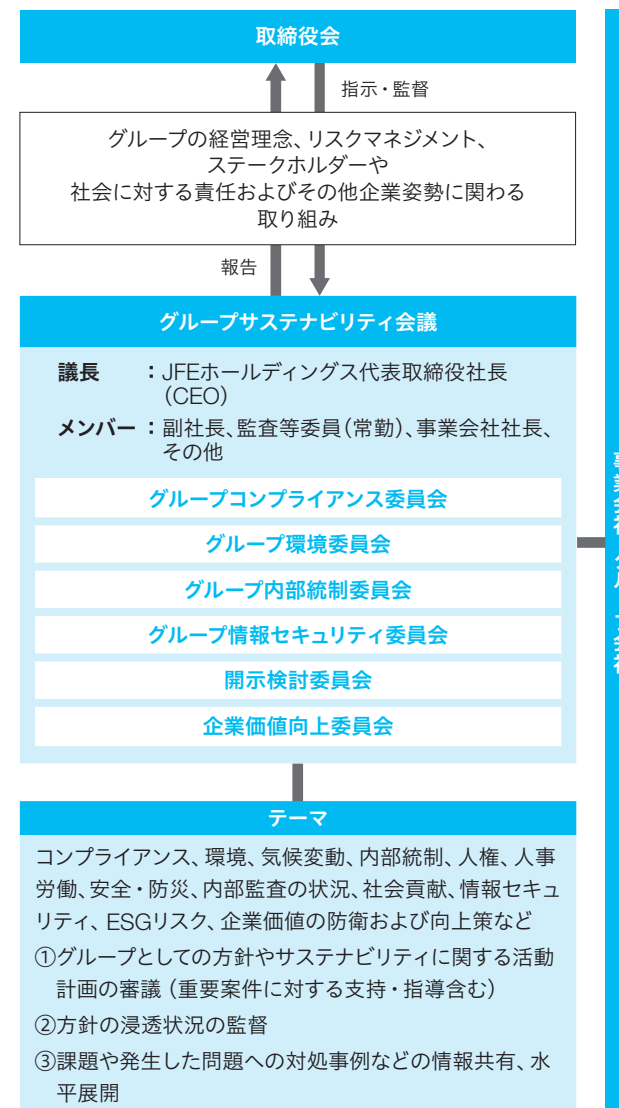 取締役会
指示・監督
グループの経営理念、リスクマネジメント、
ステークホルダーや
社会に対する責任およびその他企業姿勢に関わる
取り組み
報告
グループサステナビリティ会議
議長 ：JFEホールディングス代表取締役社長
（CEO）
メンバー ：副社長、監査等委員（常勤）、事業会社社長、
その他
グループコンプライアンス委員会
グループ環境委員会
グループ内部統制委員会
グループ情報セキュリティ委員会
開示検討委員会
企業価値向上委員会
テーマ
コンプライアンス、環境、気候変動、内部統制、人権、人事
労働、安全・防災、内部監査の状況、社会貢献、情報セキュ
リティ、ESGリスク、企業価値の防衛および向上策など
①グループとしての方針やサステナビリティに関する活動
計画の審議（重要案件に対する支持・指導含む）
②方針の浸透状況の監督
③課題や発生した問題への対処事例などの情報共有、水
平展開